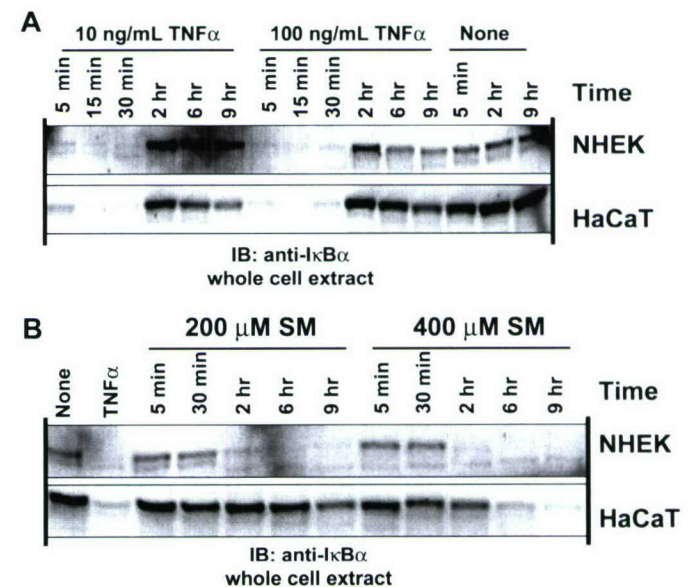 A
10 ng/mL TNFα 100 ng/mL TNFα None
5 min 15 min 30 min 2 hr 6 hr 9 hr 5 min 15 min 30 min 2 hr 6 hr 9 hr 5 min 2 hr 9 hr Time
NHEK
HaCaT
IB: anti-IκBα
whole cell extract
B
200 μM SM 400 μM SM
None TNFα 5 min 30 min 2 hr 6 hr 9 hr 5 min 30 min 2 hr 6 hr 9 hr Time
NHEK
HaCaT
IB: anti-IκBα
whole cell extract